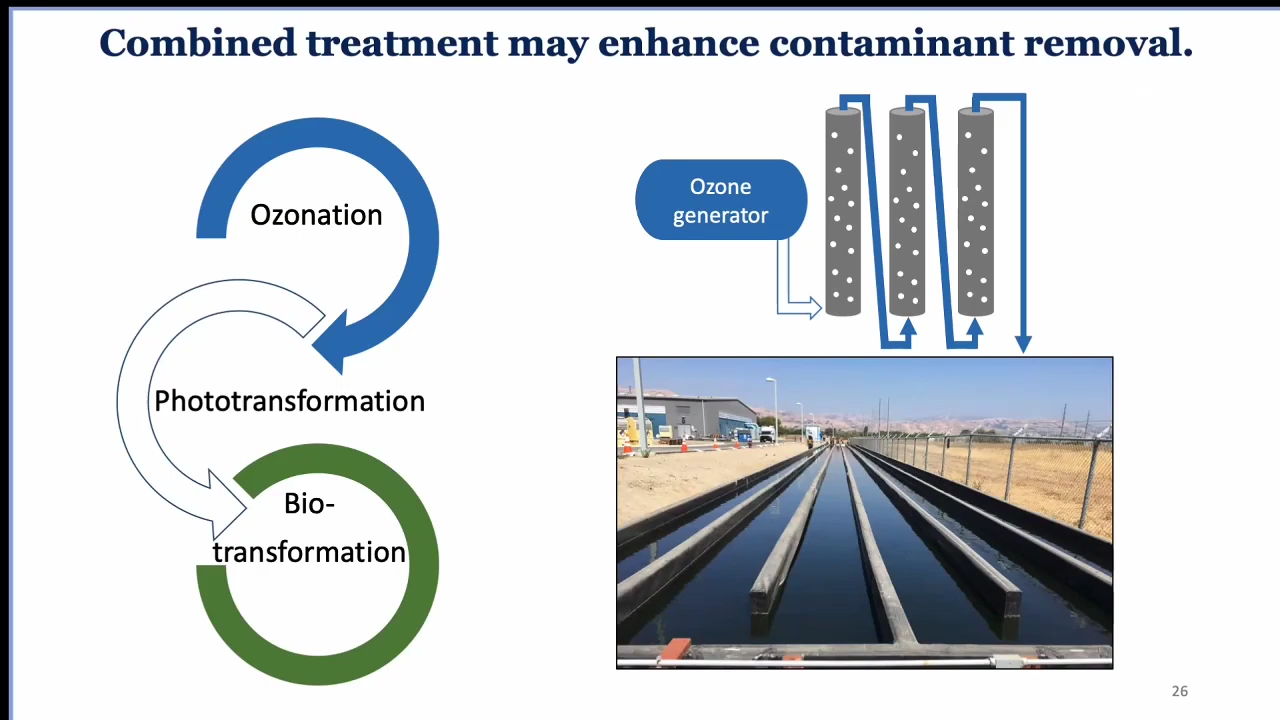 Combined treatment may enhance contaminant removal.
Ozonation
Phototransformation
Bio-
transformation
Ozone
generator
26